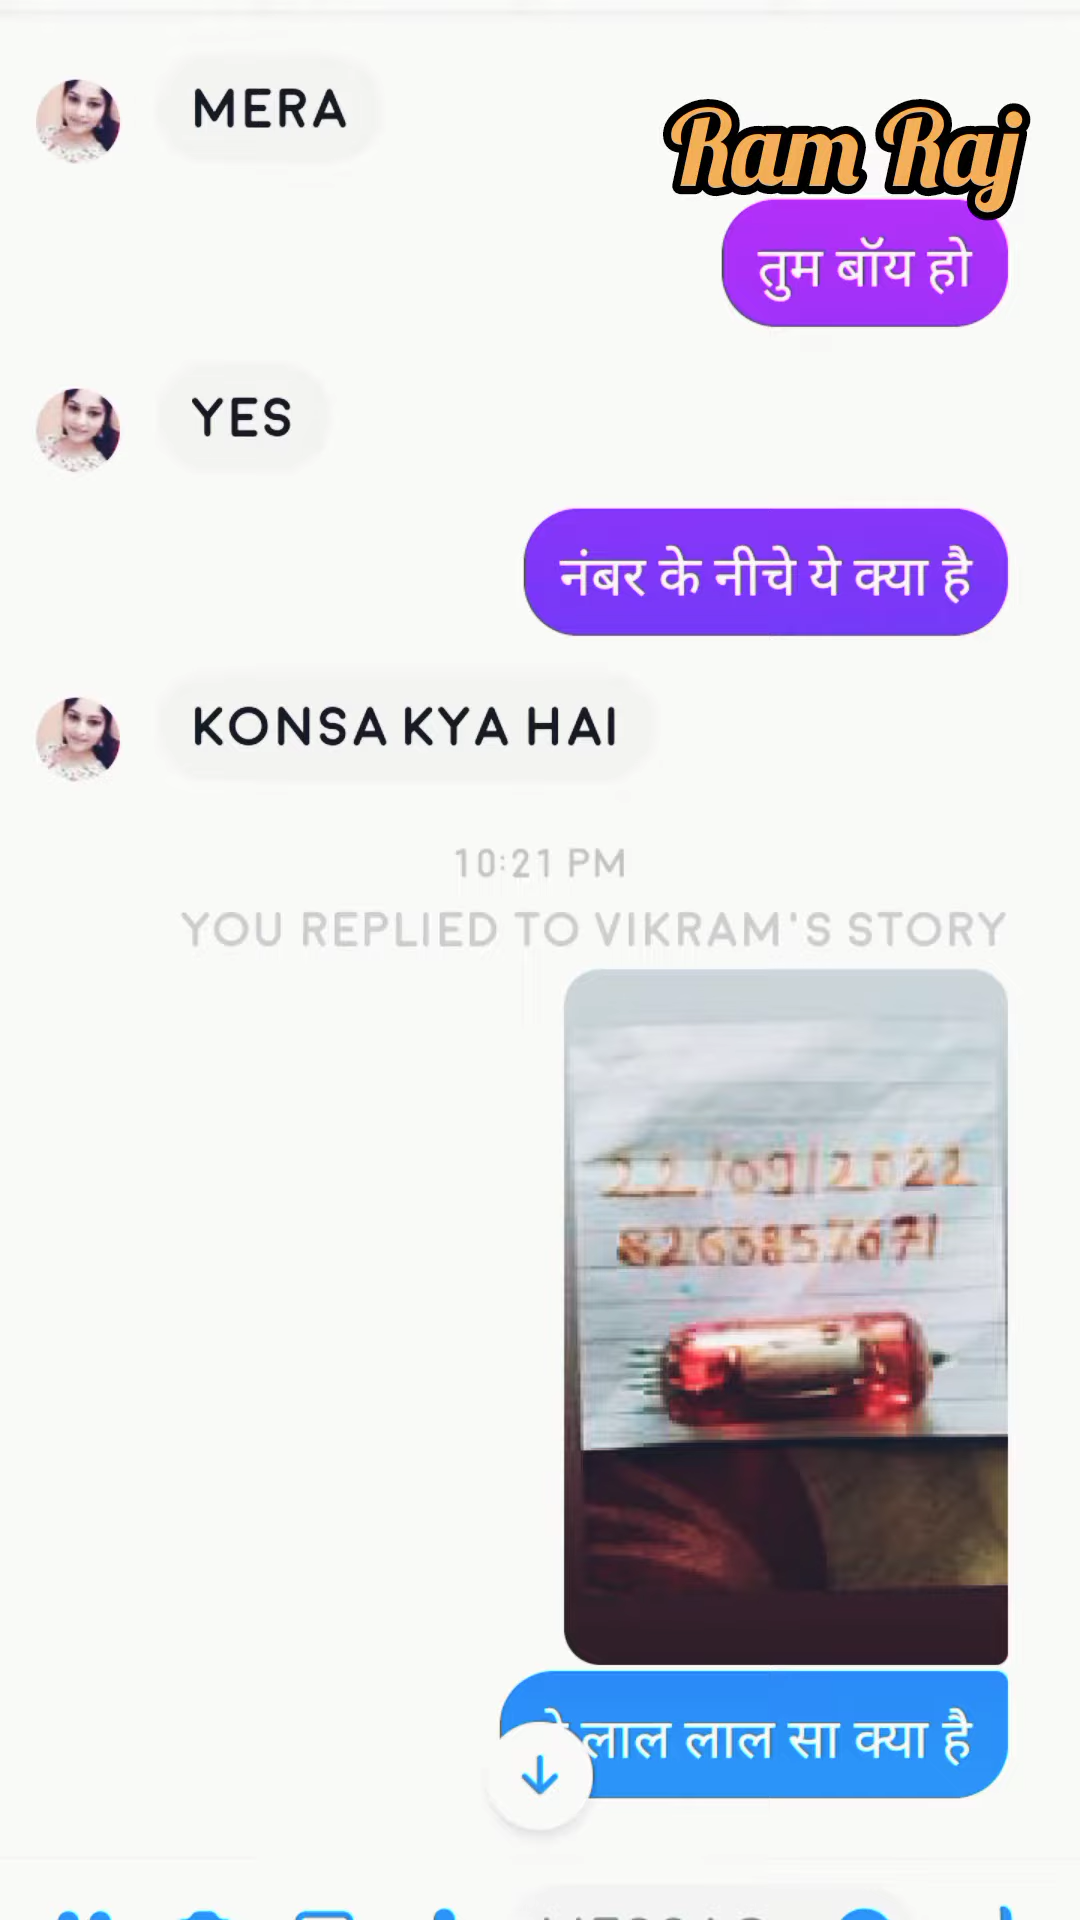 MERA
Ram Raj
तुम बॉय हो
YES
नंबर के नीचे ये क्या है
KONSA KYA HAI
10:21 PM
YOU REPLIED TO VIKRAM'S STORY
22/09/2022
लाल लाल सा क्या है